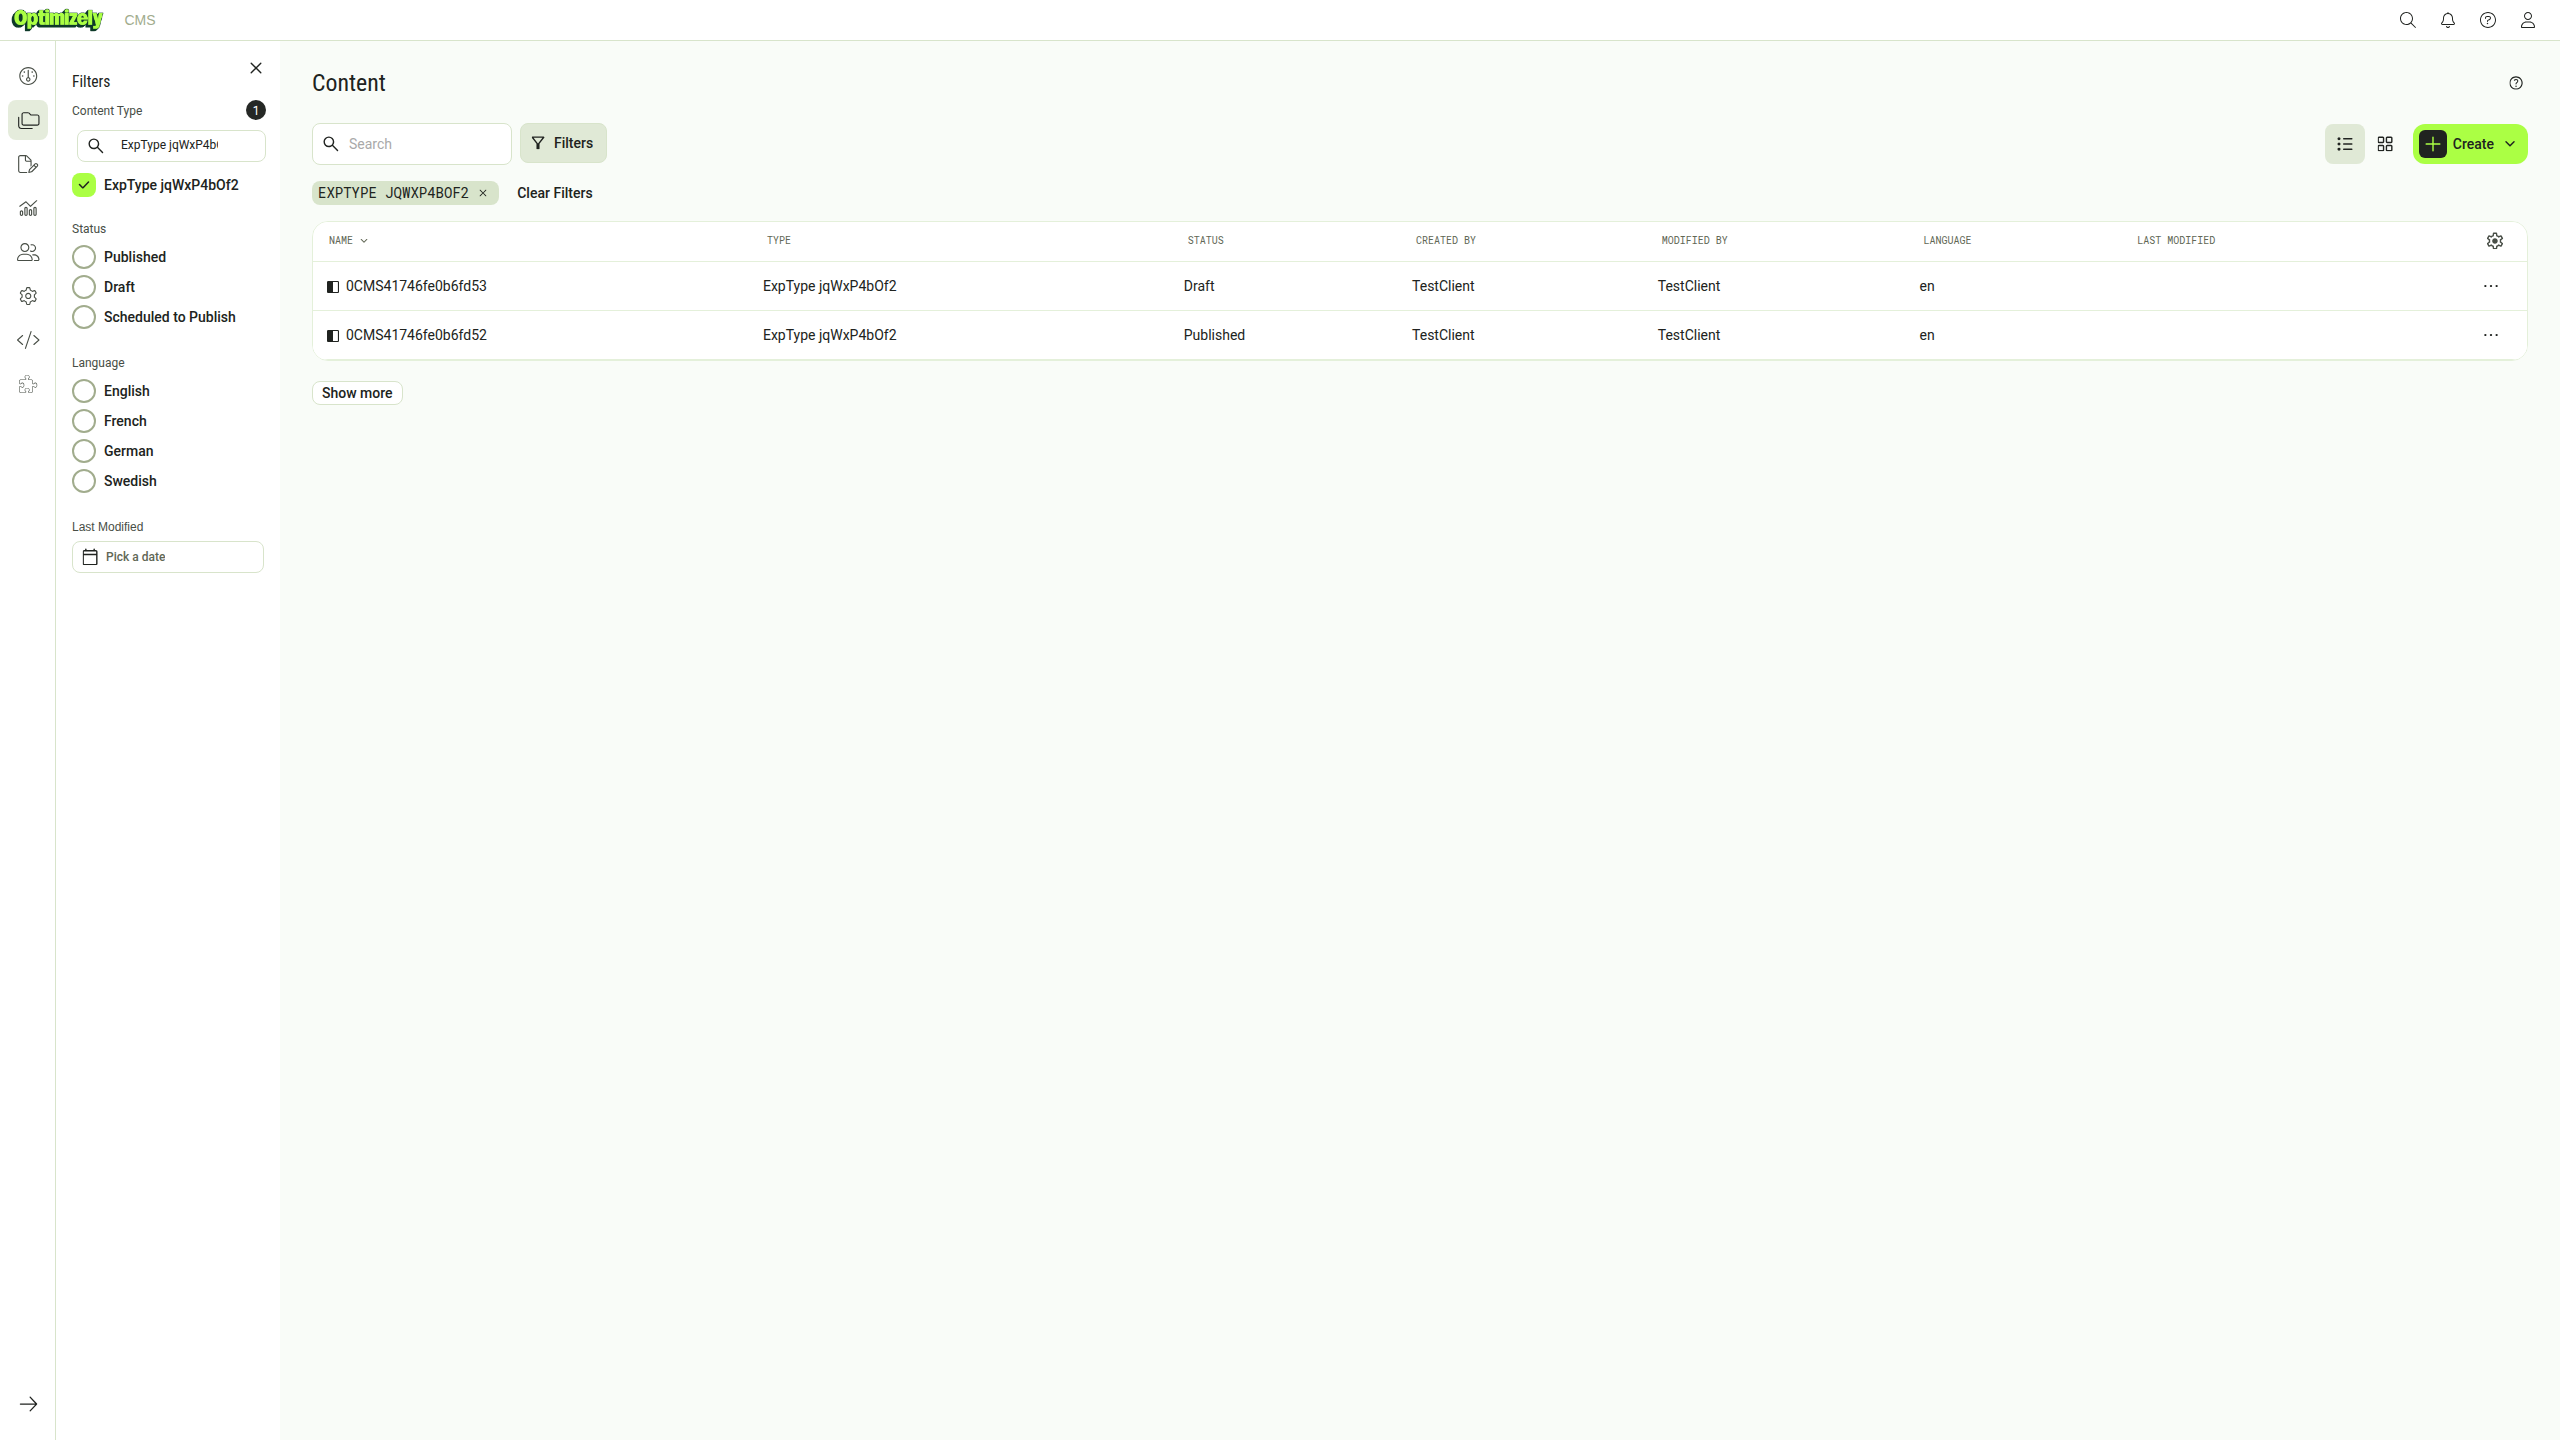 Optimizely CMS
Filters
Content Type 1
ExpType jqWxP4b
ExpType jqWxP4bOf2
Status
Published
Draft
Scheduled to Publish
Language
English
French
German
Swedish
Last Modified
Pick a date
Content
Search Filters Create
EXPTYPE JQWXP4BOF2 × Clear Filters
NAME TYPE STATUS CREATED BY MODIFIED BY LANGUAGE LAST MODIFIED
0CMS41746fe0b6fd53 ExpType jqWxP4bOf2 Draft TestClient TestClient en ...
0CMS41746fe0b6fd52 ExpType jqWxP4bOf2 Published TestClient TestClient en ...
Show more